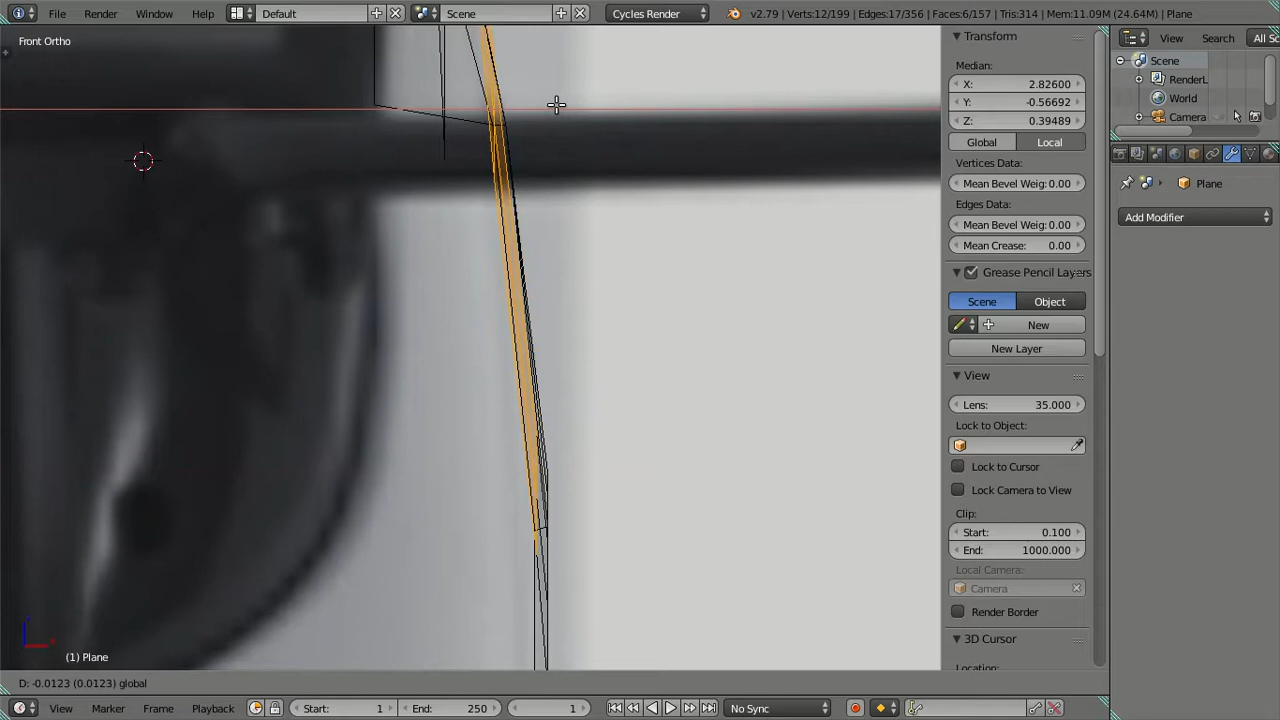 File Render Window Help Default Scene Cycles Render v2.79 | Verts:12/199 | Edges:17/356 | Faces:6/157 | Tris:314 | Mem:11.09M (24.64M) | Plane
Front Ortho
Transform
Median:
X: 2.82600
Y: -0.56692
Z: 0.39489
Global Local
Vertices Data:
Mean Bevel Weig: 0.00
Edges Data:
Mean Bevel Weig: 0.00
Mean Crease: 0.00
Grease Pencil Layers
Scene Object
New
New Layer
View
Lens: 35.000
Lock to Object:
Lock to Cursor
Lock Camera to View
Clip:
Start: 0.100
End: 1000.000
Local Camera:
Camera
Render Border
3D Cursor
Location:
View Search All Sc
Scene
RenderL
World
Camera
Plane
Add Modifier
(1) Plane
D: -0.0123 (0.0123) global
View Marker Frame Playback Start: 1 End: 250 1 No Sync